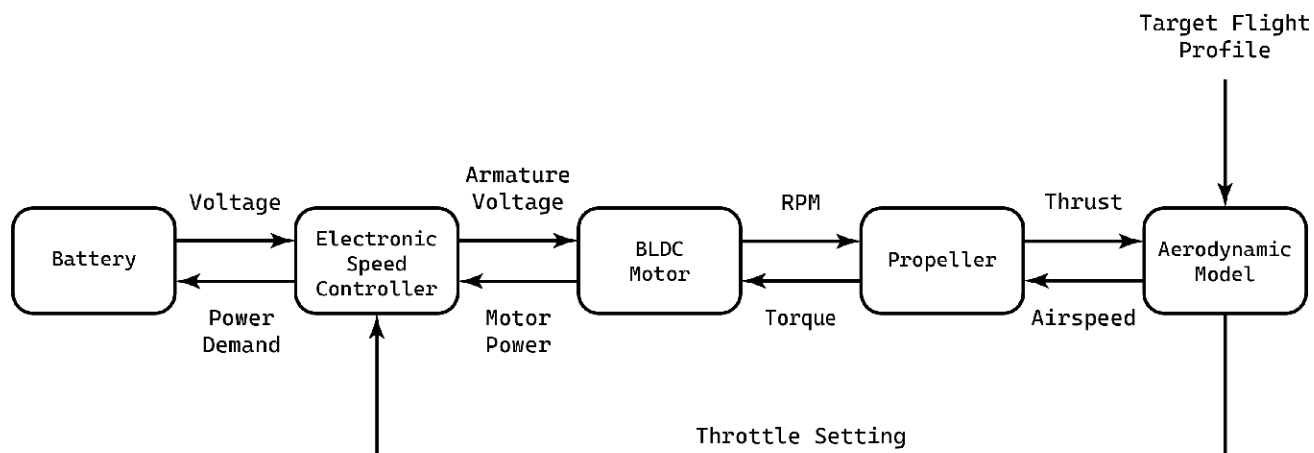 Target Flight
Profile
Voltage
Armature
Voltage
RPM
Thrust
Battery
Electronic
Speed
Controller
BLDC
Motor
Propeller
Aerodynamic
Model
Power
Demand
Motor
Power
Torque
Airspeed
Throttle Setting